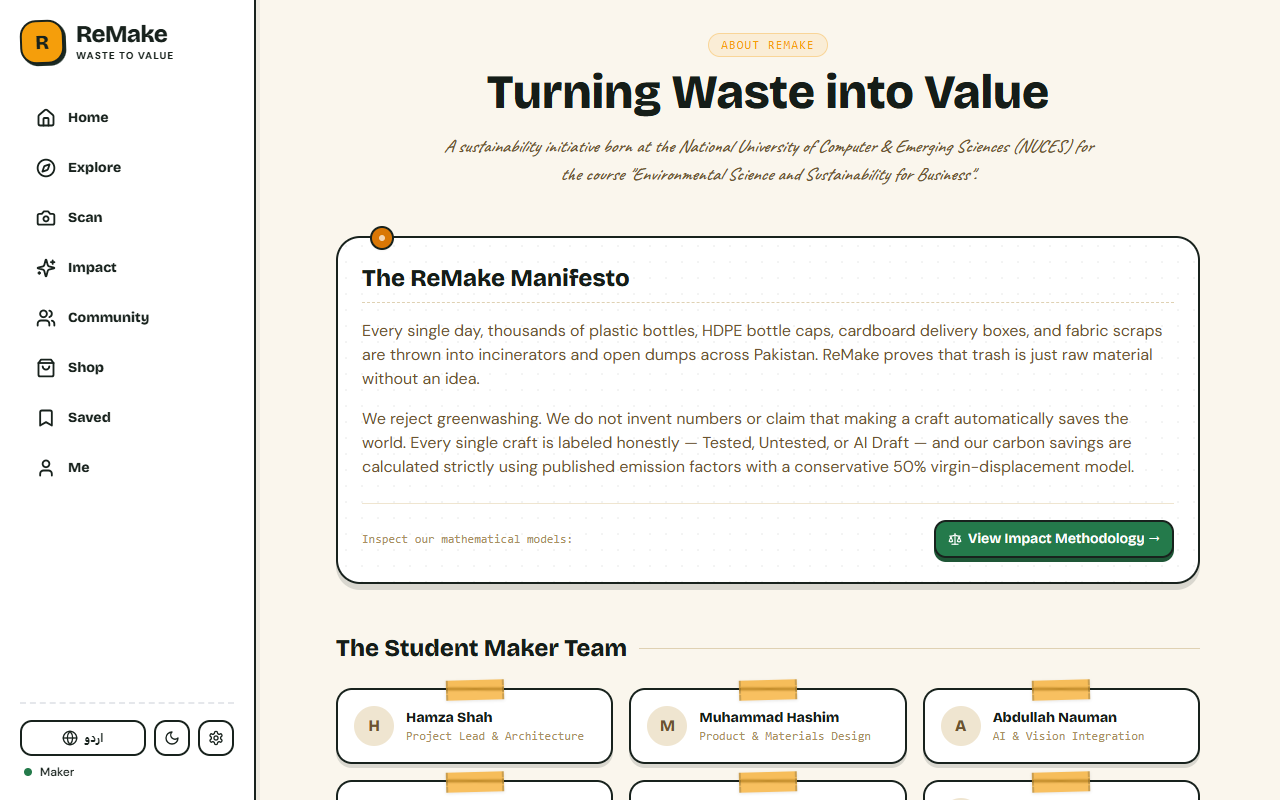 R
ReMake
WASTE TO VALUE
Home
Explore
Scan
Impact
Community
Shop
Saved
Me
اردو
Maker
ABOUT REMAKE
Turning Waste into Value
A sustainability initiative born at the National University of Computer & Emerging Sciences (NUCES) for
the course "Environmental Science and Sustainability for Business".
The ReMake Manifesto
Every single day, thousands of plastic bottles, HDPE bottle caps, cardboard delivery boxes, and fabric scraps
are thrown into incinerators and open dumps across Pakistan. ReMake proves that trash is just raw material
without an idea.
We reject greenwashing. We do not invent numbers or claim that making a craft automatically saves the
world. Every single craft is labeled honestly — Tested, Untested, or AI Draft — and our carbon savings are
calculated strictly using published emission factors with a conservative 50% virgin-displacement model.
Inspect our mathematical models:
View Impact Methodology →
The Student Maker Team
H
Hamza Shah
Project Lead & Architecture
M
Muhammad Hashim
Product & Materials Design
A
Abdullah Nauman
AI & Vision Integration